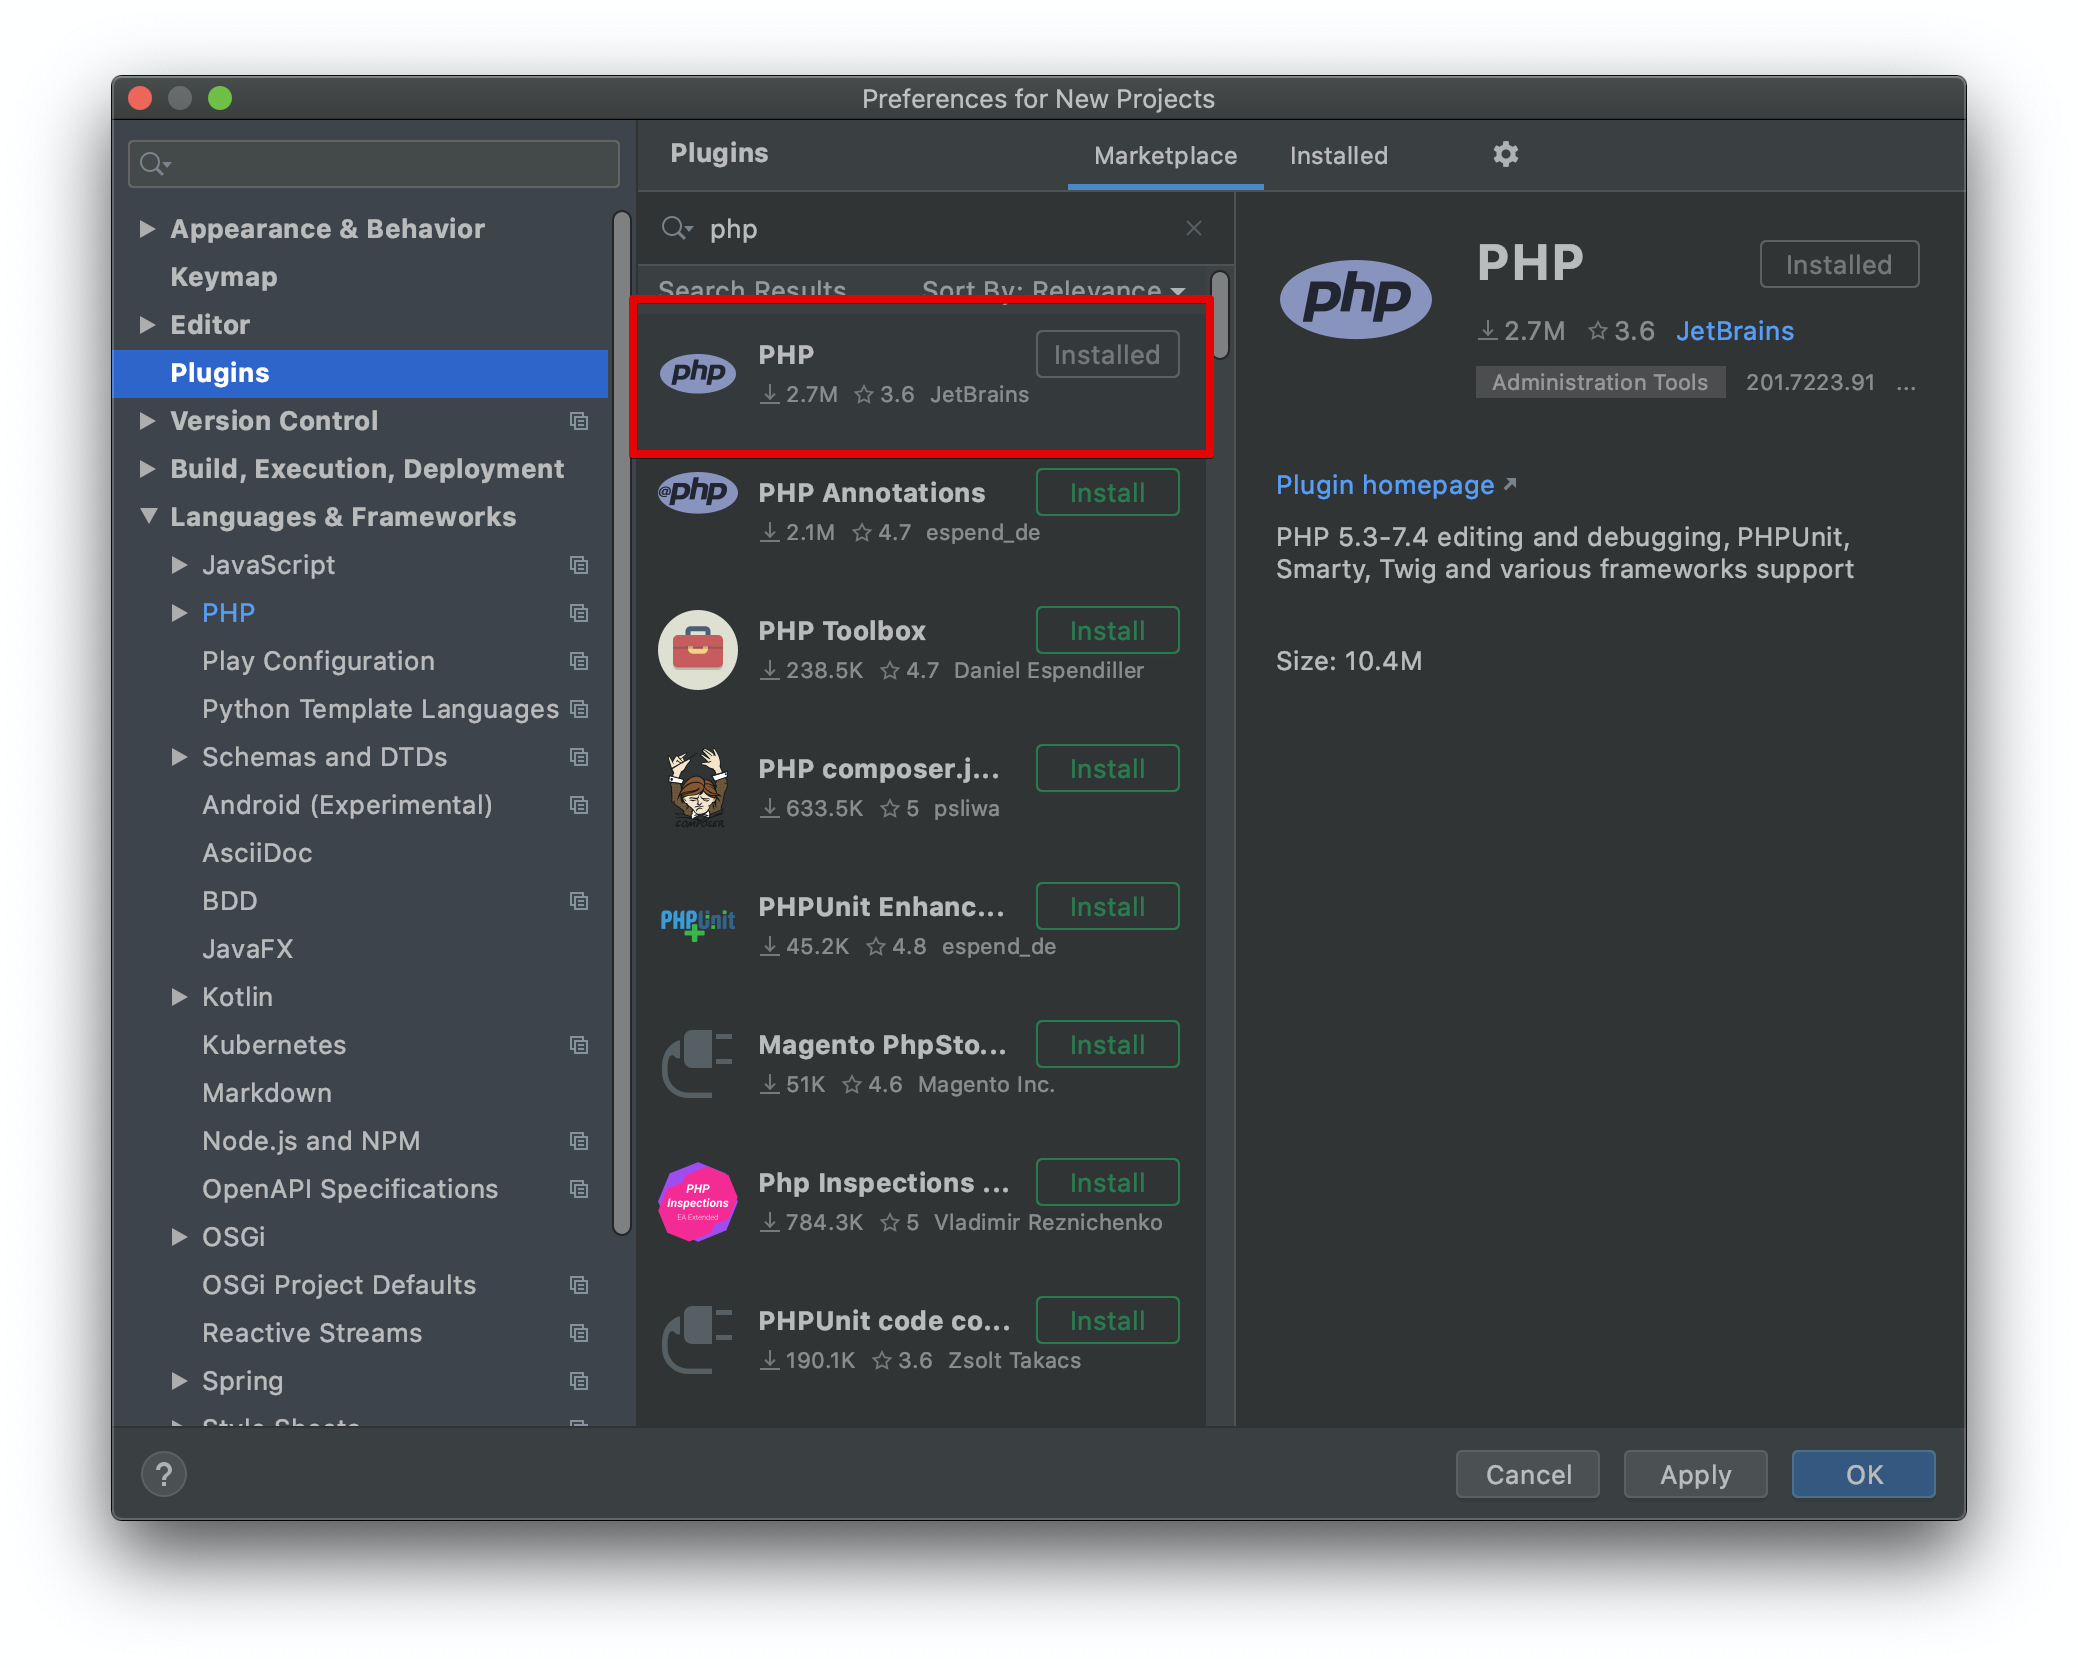 Preferences for New Projects
Appearance & Behavior
Keymap
Editor
Plugins
Version Control
Build, Execution, Deployment
Languages & Frameworks
JavaScript
PHP
Play Configuration
Python Template Languages
Schemas and DTDs
Android (Experimental)
AsciiDoc
BDD
JavaFX
Kotlin
Kubernetes
Markdown
Node.js and NPM
OpenAPI Specifications
OSGi
OSGi Project Defaults
Reactive Streams
Spring
Style Sheets
Plugins
Marketplace
Installed
php
Search Results Sort By: Relevance
php
PHP
Installed
2.7M 3.6 JetBrains
@php
PHP Annotations
Install
2.1M 4.7 espend_de
PHP Toolbox
Install
238.5K 4.7 Daniel Espendiller
COMPOSER
PHP composer.j...
Install
633.5K 5 psliwa
PHPUnit
PHPUnit Enhanc...
Install
45.2K 4.8 espend_de
Magento PhpSto...
Install
51K 4.6 Magento Inc.
PHP
Inspections
EA Extended
Php Inspections ...
Install
784.3K 5 Vladimir Reznichenko
PHPUnit code co...
Install
190.1K 3.6 Zsolt Takacs
php
PHP
Installed
2.7M 3.6 JetBrains
Administration Tools 201.7223.91 ...
Plugin homepage
PHP 5.3-7.4 editing and debugging, PHPUnit,
Smarty, Twig and various frameworks support
Size: 10.4M
?
Cancel
Apply
OK